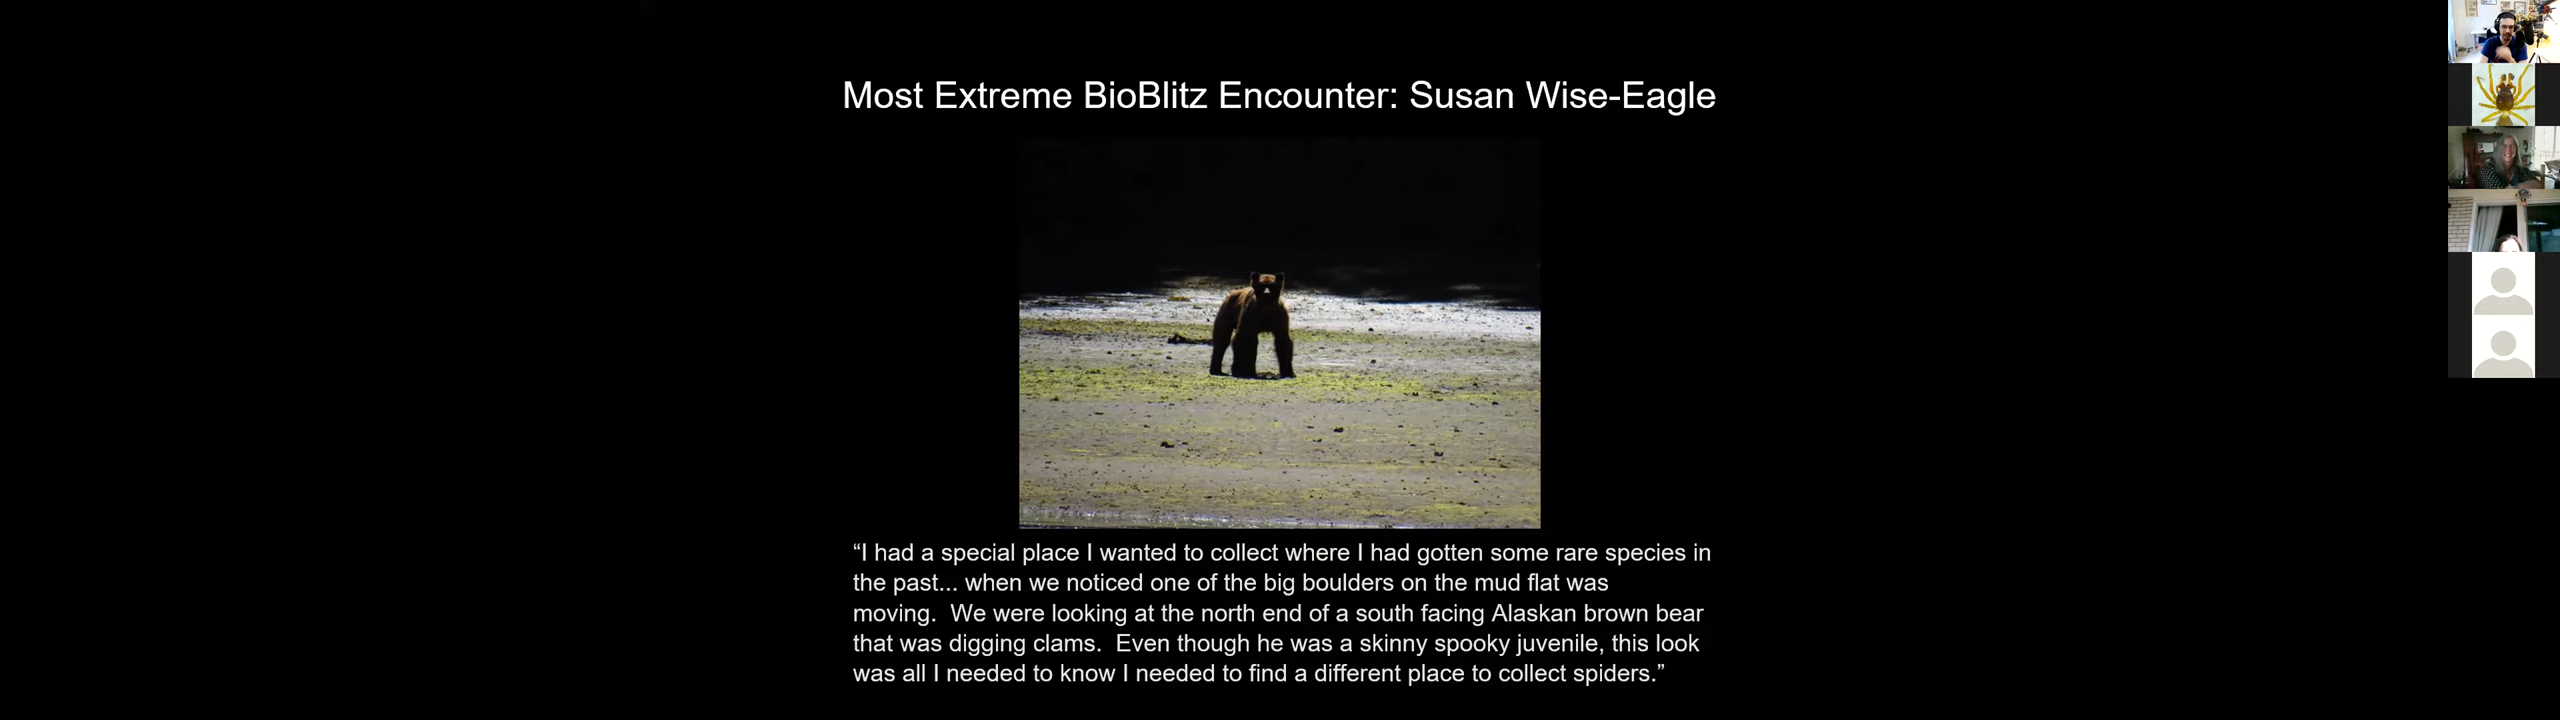 Most Extreme BioBlitz Encounter: Susan Wise-Eagle
“I had a special place I wanted to collect where I had gotten some rare species in
the past... when we noticed one of the big boulders on the mud flat was
moving.  We were looking at the north end of a south facing Alaskan brown bear
that was digging clams.  Even though he was a skinny spooky juvenile, this look
was all I needed to know I needed to find a different place to collect spiders.”